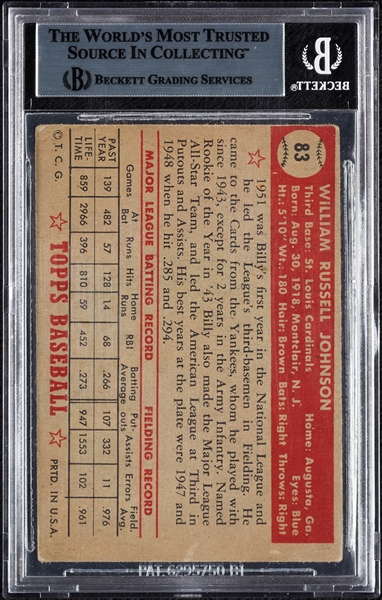 THE WORLD'S MOST TRUSTED
SOURCE IN COLLECTING™
BECKETT GRADING SERVICES
BECKETT
83
WILLIAM RUSSELL JOHNSON
Third Base: St. Louis Cardinals Home: Augusta, Ga.
Born: Aug. 30, 1918, Montclair, N. J. Eyes: Blue
Ht.: 5'10" Wt.: 180 Hair: Brown Bats: Right Throws: Right
1951 was Billy's first year in the National League and
he led the League's third-basemen in Fielding. He
came to the Cards from the Yankees, whom he played with
since 1943, except for 2 years in the Army Infantry. Named
Rookie of the Year in '43 Billy also made the Major League
All-Star Team, and led the American League at Third in
Putouts and Assists. His best years at the plate were 1947 and
1948 when he hit .285 and .294.
MAJOR LEAGUE BATTING RECORD FIELDING RECORD
Games At Bat Runs Hits Home Runs RBI Batting Average Put-outs Assists Errors Field. Avg.
PAST YEAR 139 482 57 126 14 68 .266 107 332 11 .976
LIFE TIME 859 2966 396 810 59 452 .273 947 1553 102 .961
© T. C. G. TOPPS BASEBALL PRTD. IN U.S.A.
PAT. 6295750 B1